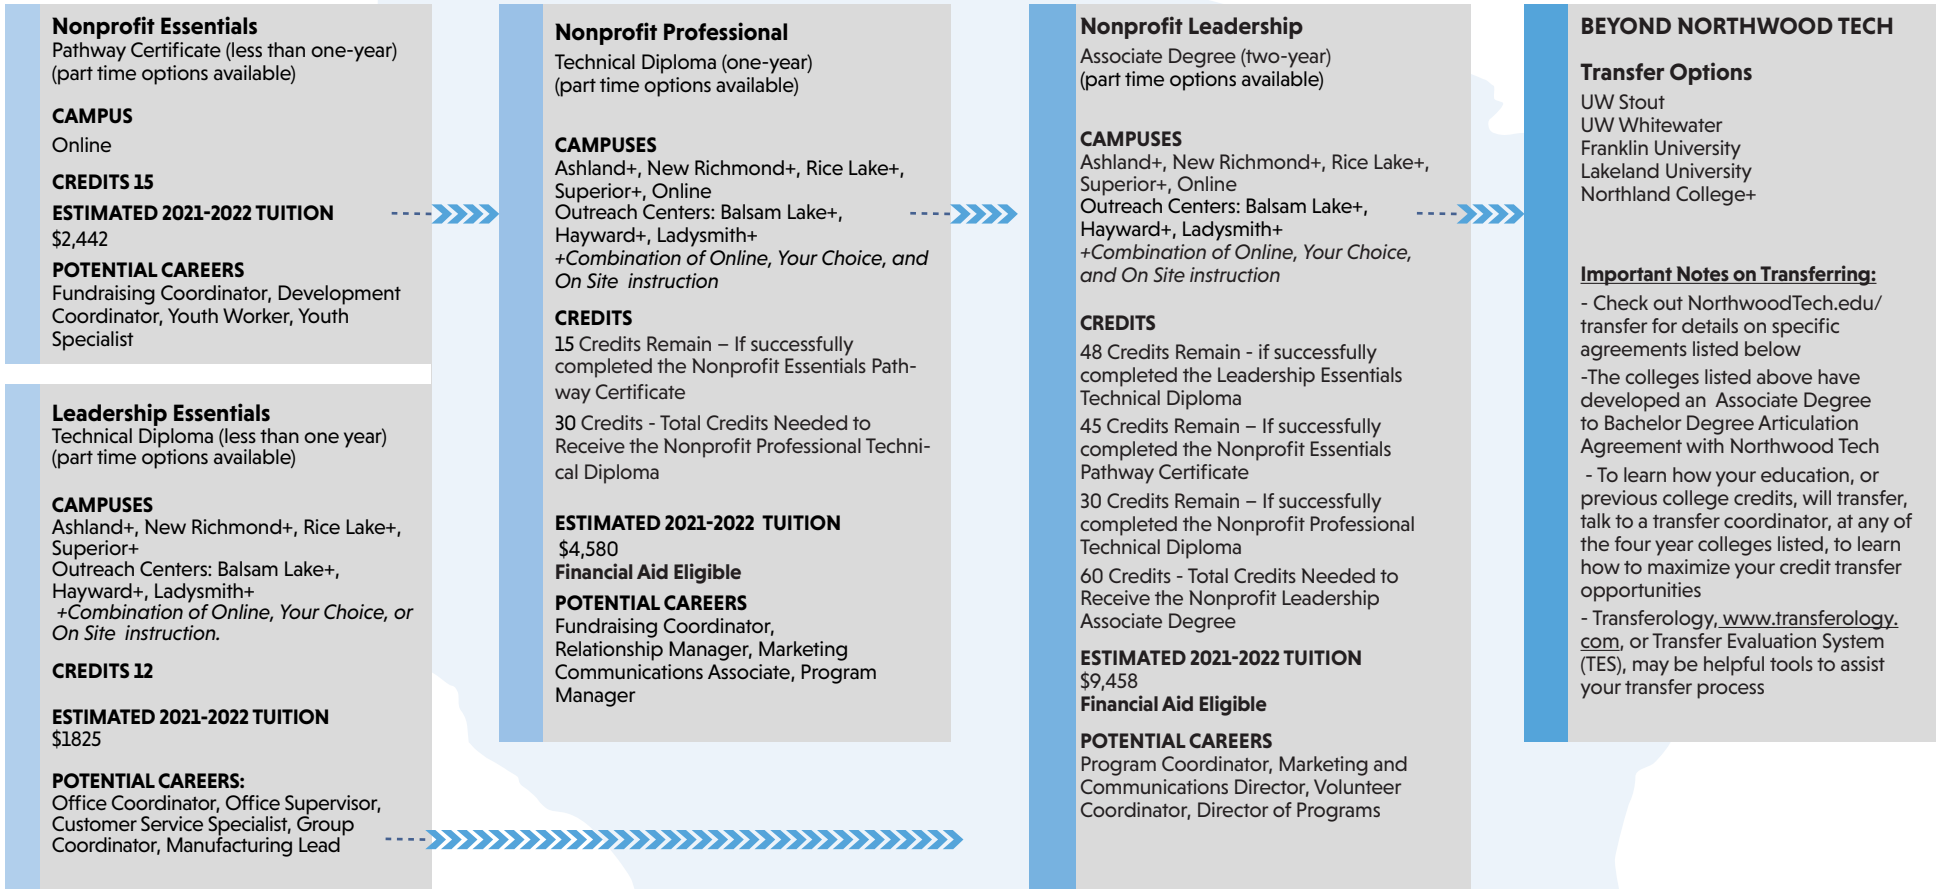 Nonprofit Essentials
Pathway Certificate (less than one-year)
(part time options available)
CAMPUS
Online
CREDITS 15
ESTIMATED 2021-2022 TUITION
$2,442
POTENTIAL CAREERS
Fundraising Coordinator, Development
Coordinator, Youth Worker, Youth
Specialist
Leadership Essentials
Technical Diploma (less than one year)
(part time options available)
CAMPUSES
Ashland+, New Richmond+, Rice Lake+,
Superior+
Outreach Centers: Balsam Lake+,
Hayward+, Ladysmith+
+Combination of Online, Your Choice, or
On Site instruction.
CREDITS 12
ESTIMATED 2021-2022 TUITION
$1825
POTENTIAL CAREERS:
Office Coordinator, Office Supervisor,
Customer Service Specialist, Group
Coordinator, Manufacturing Lead
Nonprofit Professional
Technical Diploma (one-year)
(part time options available)
CAMPUSES
Ashland+, New Richmond+, Rice Lake+,
Superior+, Online
Outreach Centers: Balsam Lake+,
Hayward+, Ladysmith+
+Combination of Online, Your Choice, and
On Site instruction
CREDITS
15 Credits Remain – If successfully
completed the Nonprofit Essentials Path-
way Certificate
30 Credits - Total Credits Needed to
Receive the Nonprofit Professional Techni-
cal Diploma
ESTIMATED 2021-2022 TUITION
$4,580
Financial Aid Eligible
POTENTIAL CAREERS
Fundraising Coordinator,
Relationship Manager, Marketing
Communications Associate, Program
Manager
Nonprofit Leadership
Associate Degree (two-year)
(part time options available)
CAMPUSES
Ashland+, New Richmond+, Rice Lake+,
Superior+, Online
Outreach Centers: Balsam Lake+,
Hayward+, Ladysmith+
+Combination of Online, Your Choice,
and On Site instruction
CREDITS
48 Credits Remain - if successfully
completed the Leadership Essentials
Technical Diploma
45 Credits Remain – If successfully
completed the Nonprofit Essentials
Pathway Certificate
30 Credits Remain – If successfully
completed the Nonprofit Professional
Technical Diploma
60 Credits - Total Credits Needed to
Receive the Nonprofit Leadership
Associate Degree
ESTIMATED 2021-2022 TUITION
$9,458
Financial Aid Eligible
POTENTIAL CAREERS
Program Coordinator, Marketing and
Communications Director, Volunteer
Coordinator, Director of Programs
BEYOND NORTHWOOD TECH
Transfer Options
UW Stout
UW Whitewater
Franklin University
Lakeland University
Northland College+
Important Notes on Transferring:
- Check out NorthwoodTech.edu/
transfer for details on specific
agreements listed below
-The colleges listed above have
developed an Associate Degree
to Bachelor Degree Articulation
Agreement with Northwood Tech
- To learn how your education, or
previous college credits, will transfer,
talk to a transfer coordinator, at any of
the four year colleges listed, to learn
how to maximize your credit transfer
opportunities
- Transferology, www.transferology.
com, or Transfer Evaluation System
(TES), may be helpful tools to assist
your transfer process